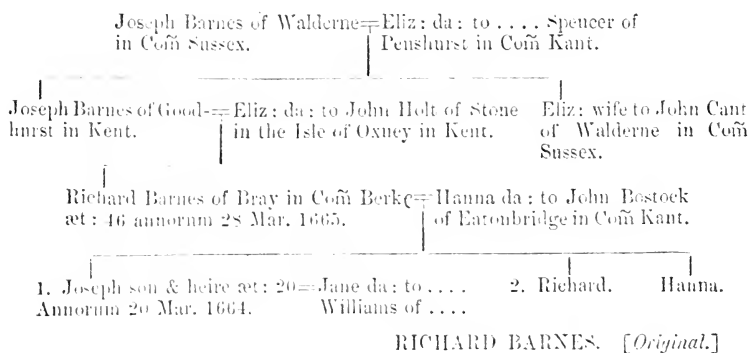 Joseph Barnes of Walderne=Eliz: da: to .... Spencer of
in Com̃ Sussex. Penshurst in Com̃ Kant.
Joseph Barnes of Good-=Eliz: da: to John Holt of Stone Eliz: wife to John Cant
hurst in Kent. in the Isle of Oxney in Kent. of Walderne in Com̃
Sussex.
Richard Barnes of Bray in Com̃ Berke=Hanna da: to John Bostock
æt: 46 annorum 28 Mar. 1665. of Eatonbridge in Com̃ Kant.
1. Joseph son & heire æt: 20=Jane da: to .... 2. Richard. Hanna.
Annorum 20 Mar. 1664. Williams of ....
RICHARD BARNES. [Original.]